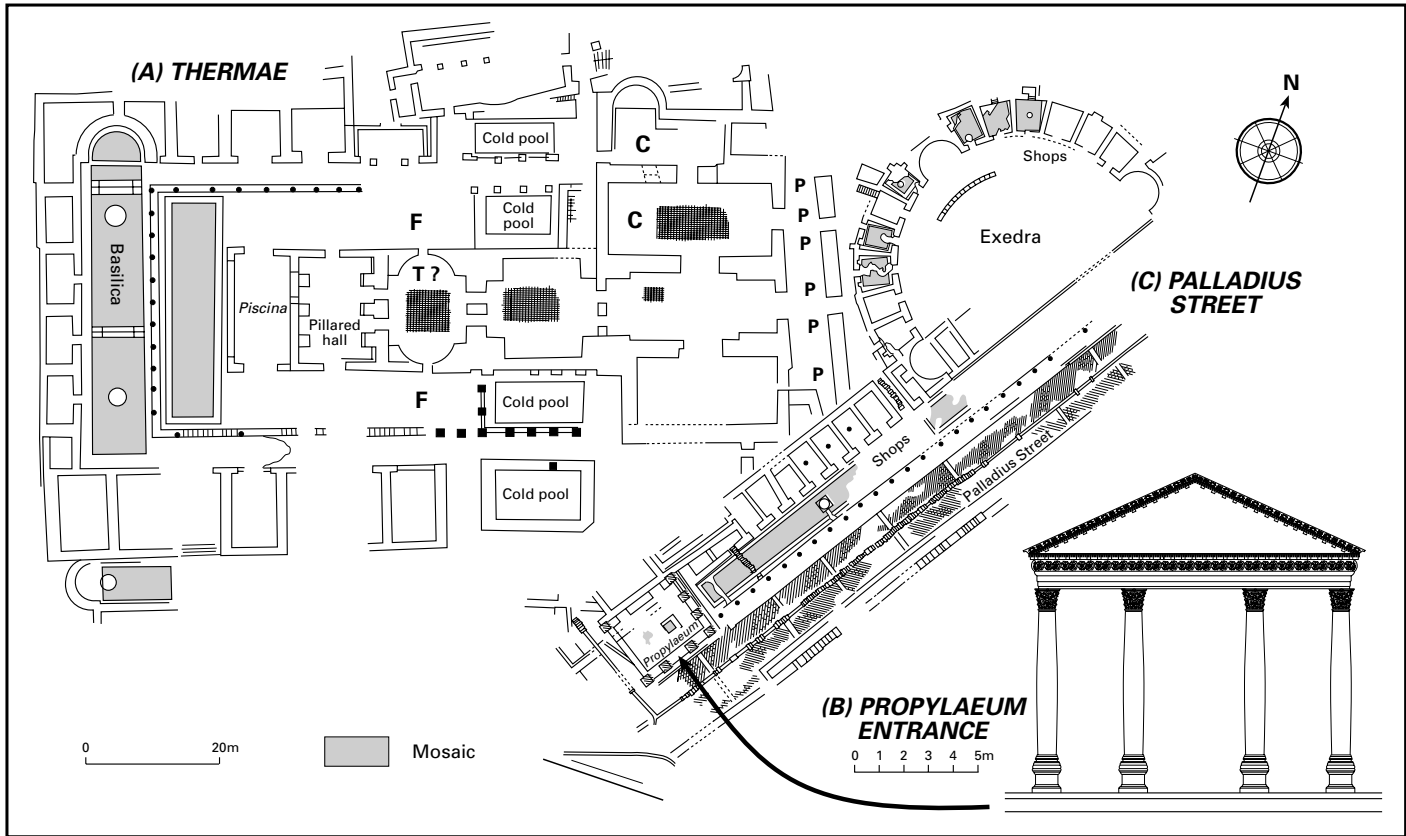 (A) THERMAE
N
Cold pool
C
Shops
P
P
Cold
pool
C
F
P
Exedra
Basilica
T ?
(C) PALLADIUS
STREET
P
Piscina
Pillared
hall
P
P
F
Cold pool
Shops
Palladius Street
Cold pool
Propylaeum
(B) PROPYLAEUM
ENTRANCE
0 20m
Mosaic
0 1 2 3 4 5m